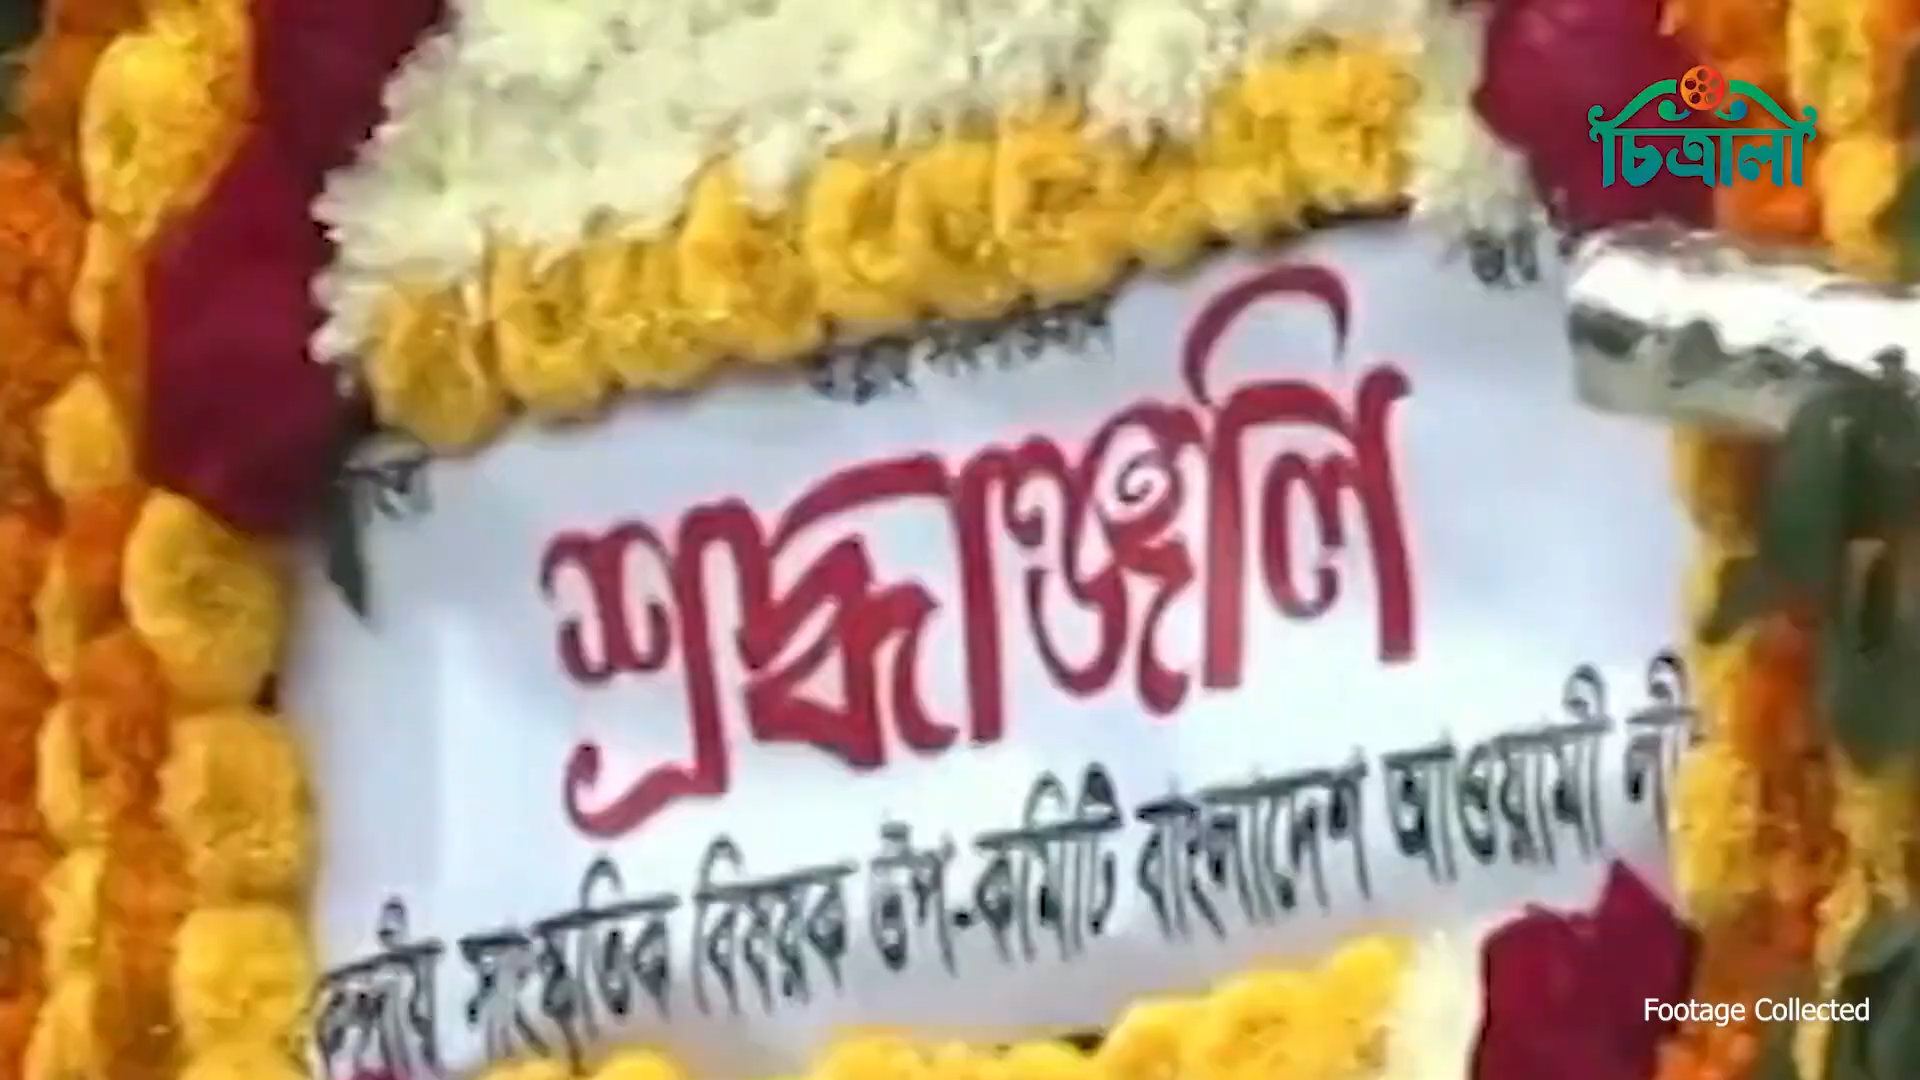 চিত্রালী
শ্রদ্ধাঞ্জলি
কেন্দ্রীয় সাংস্কৃতিক বিষয়ক উপ-কমিটি বাংলাদেশ আওয়ামী
Footage Collected